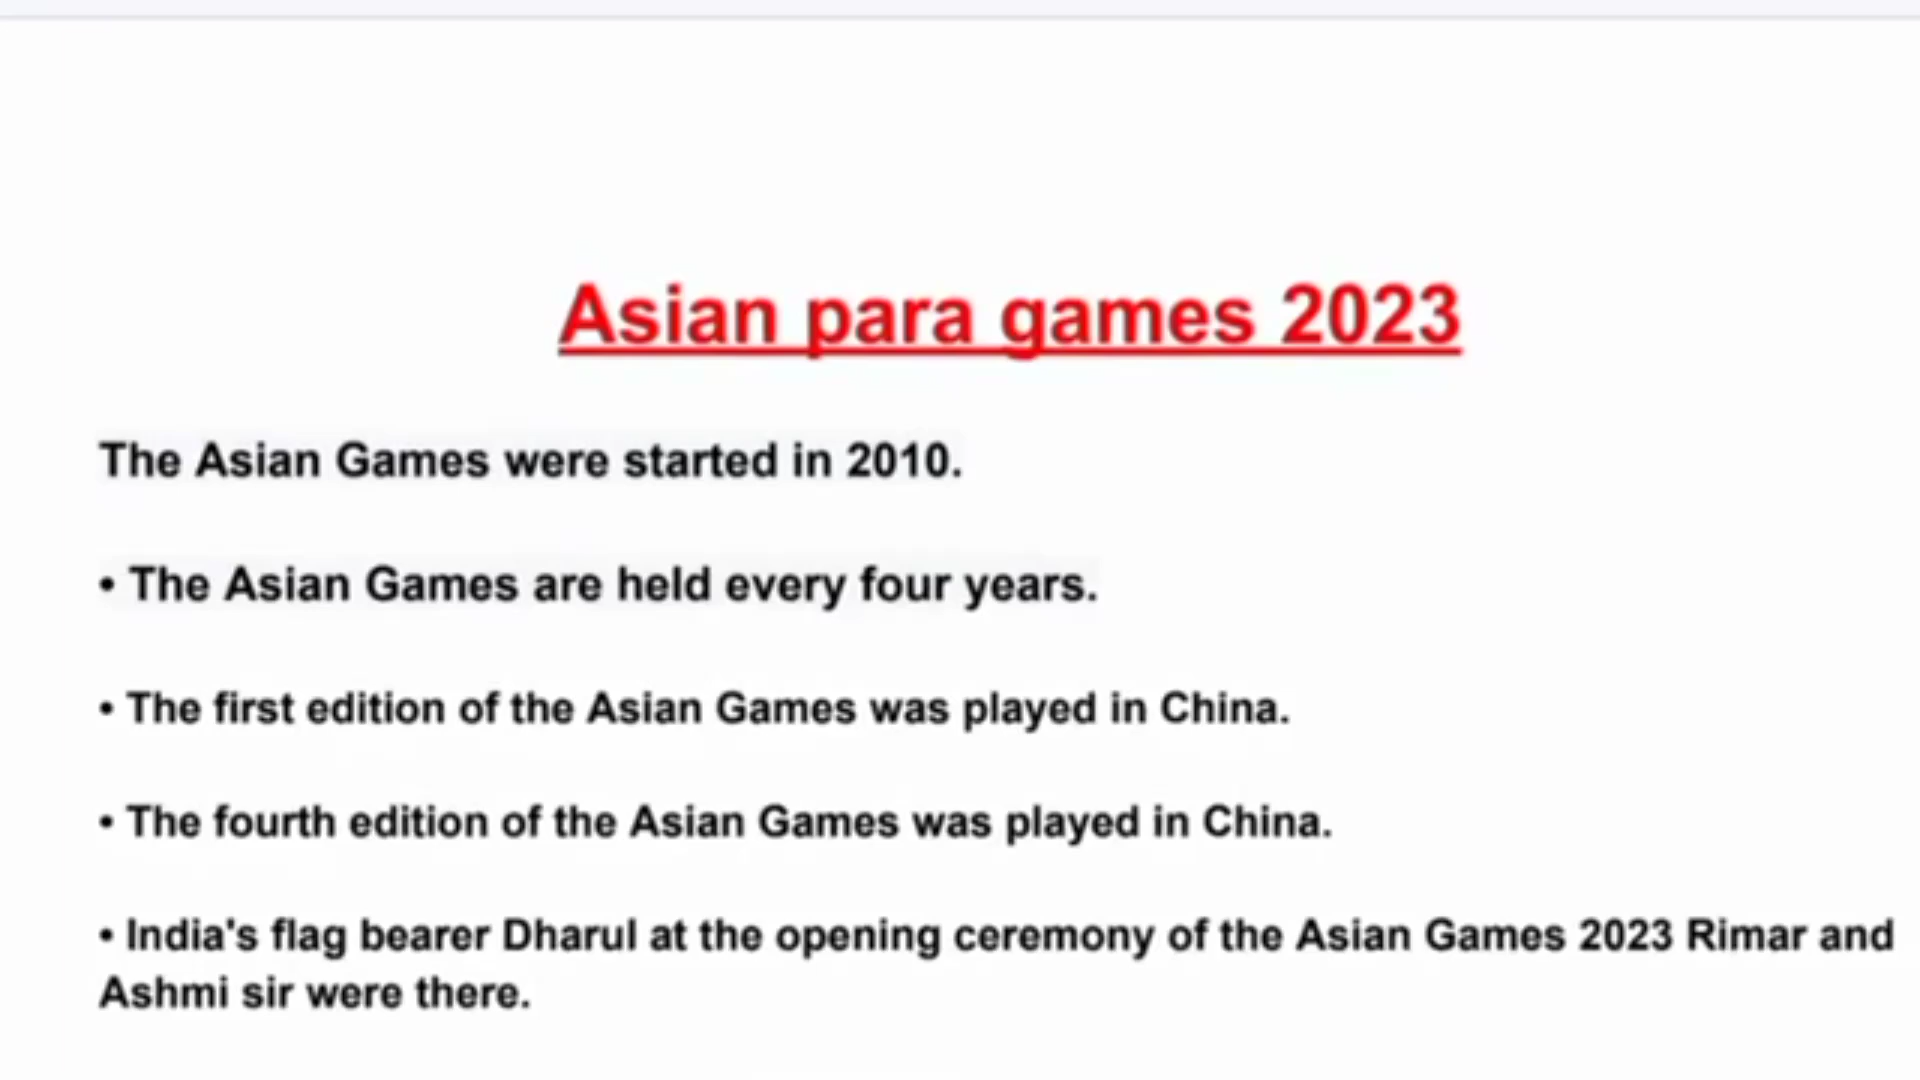 Asian para games 2023
The Asian Games were started in 2010.
• The Asian Games are held every four years.
• The first edition of the Asian Games was played in China.
• The fourth edition of the Asian Games was played in China.
• India's flag bearer Dharul at the opening ceremony of the Asian Games 2023 Rimar and
Ashmi sir were there.